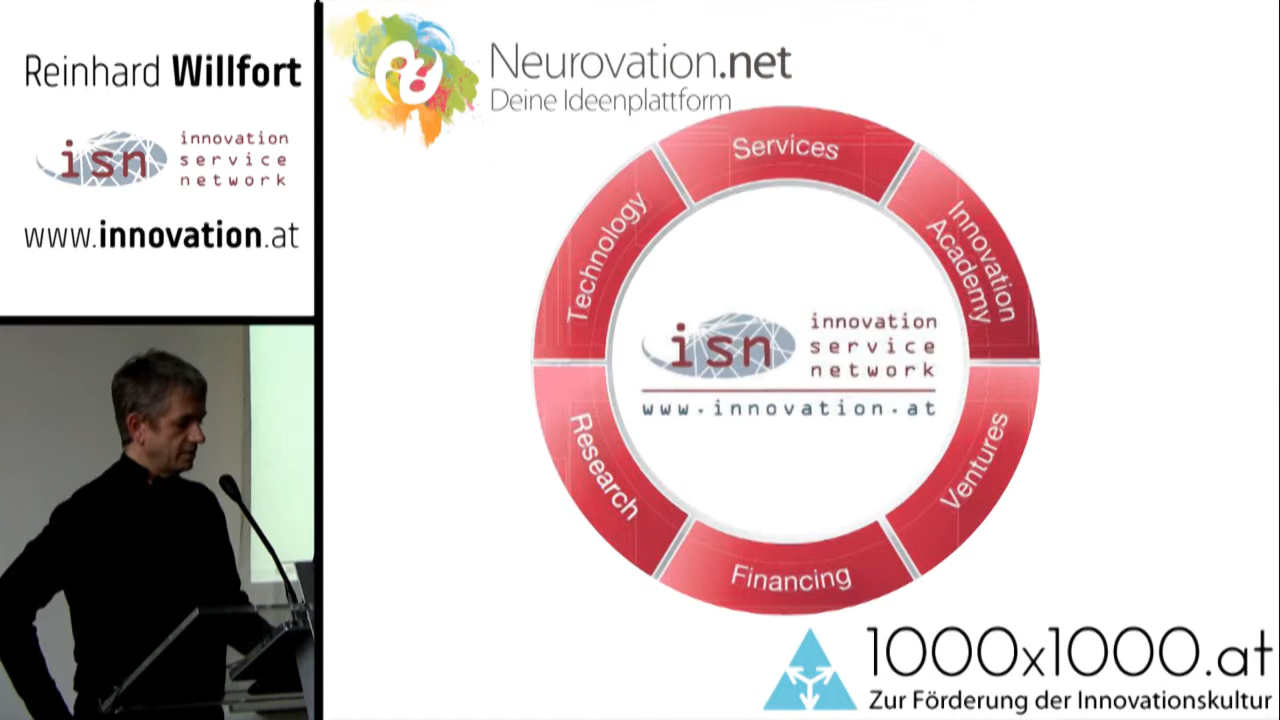 Reinhard Willfort
isn innovation
service
network
www.innovation.at
Neurovation.net
Deine Ideenplattform
Services
Technology
Innovation
Academy
isn innovation
service
network
www.innovation.at
Research
Ventures
Financing
1000x1000.at
Zur Förderung der Innovationskultur